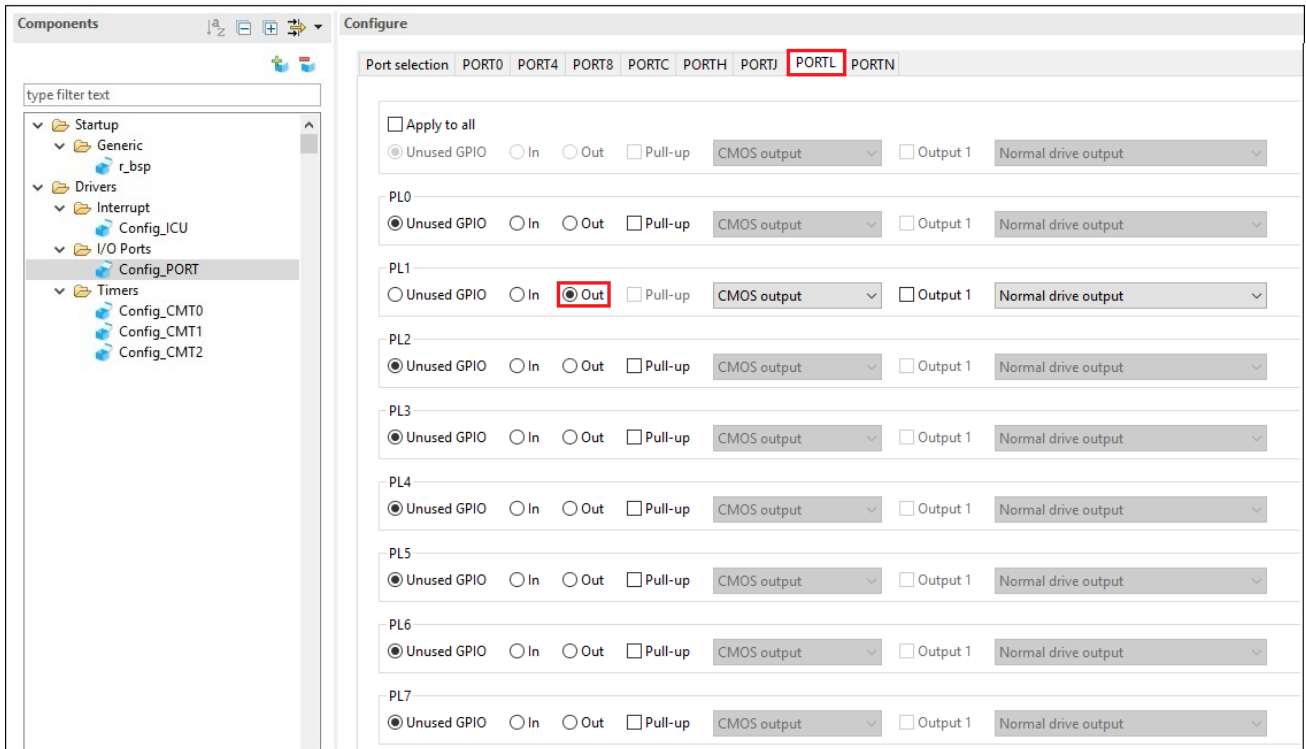 Components
Configure
Port selection PORT0 PORT4 PORT8 PORTC PORTH PORTJ PORTL PORTN
type filter text
Startup
Generic
r_bsp
Drivers
Interrupt
Config_ICU
I/O Ports
Config_PORT
Timers
Config_CMT0
Config_CMT1
Config_CMT2
Apply to all
Unused GPIO In Out Pull-up CMOS output Output 1 Normal drive output
PL0
Unused GPIO In Out Pull-up CMOS output Output 1 Normal drive output
PL1
Unused GPIO In Out Pull-up CMOS output Output 1 Normal drive output
PL2
Unused GPIO In Out Pull-up CMOS output Output 1 Normal drive output
PL3
Unused GPIO In Out Pull-up CMOS output Output 1 Normal drive output
PL4
Unused GPIO In Out Pull-up CMOS output Output 1 Normal drive output
PL5
Unused GPIO In Out Pull-up CMOS output Output 1 Normal drive output
PL6
Unused GPIO In Out Pull-up CMOS output Output 1 Normal drive output
PL7
Unused GPIO In Out Pull-up CMOS output Output 1 Normal drive output